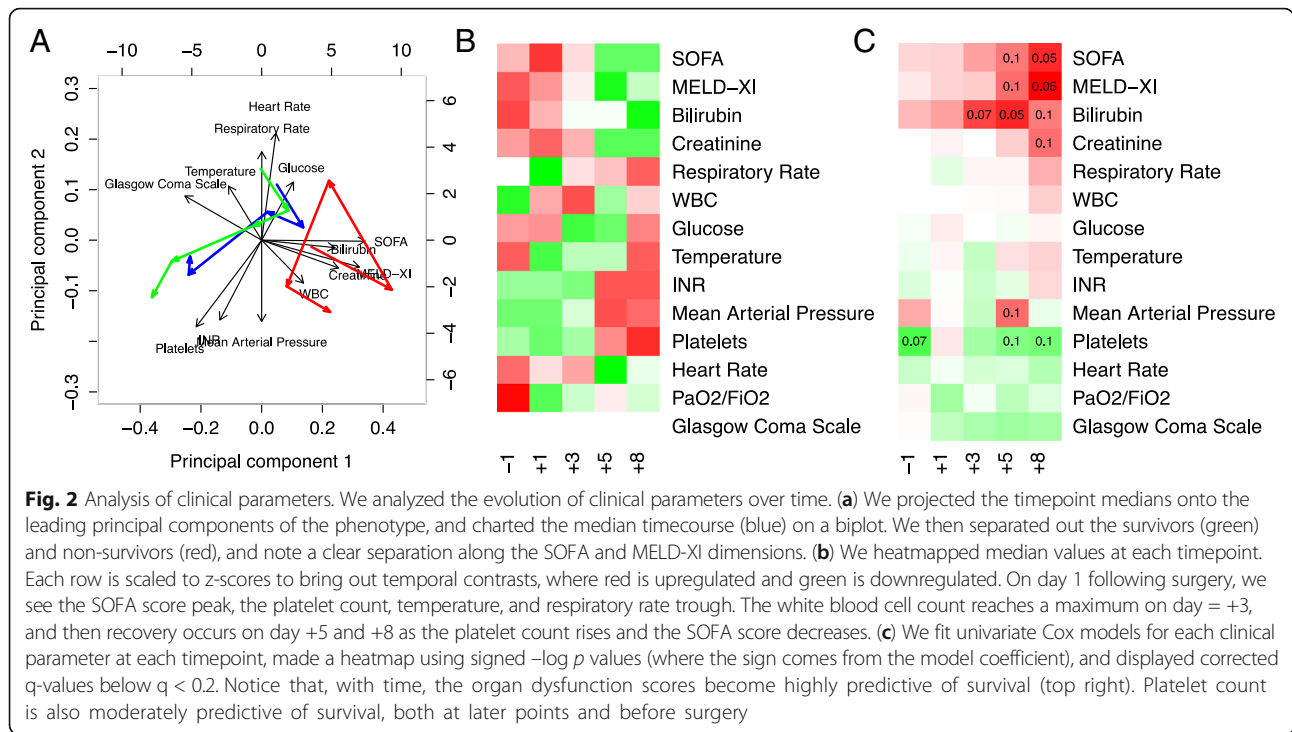 A
−10 −5 0 5 10
Principal component 2
0.3
0.2
0.1
0.0
−0.1
−0.3
6
4
2
0
−2
−4
−6
Heart Rate
Respiratory Rate
Temperature
Glucose
Glasgow Coma Scale
SOFA
Bilirubin
MELD−XI
WBC
INR
Mean Arterial Pressure
Platelets
−0.4 −0.2 0.0 0.2 0.4
Principal component 1
B
SOFA
MELD−XI
Bilirubin
Creatinine
Respiratory Rate
WBC
Glucose
Temperature
INR
Mean Arterial Pressure
Platelets
Heart Rate
PaO2/FiO2
Glasgow Coma Scale
−1 +1 +3 +5 +8
C
0.1 0.05 SOFA
0.1 0.05 MELD−XI
0.07 0.05 0.1 Bilirubin
0.1 Creatinine
Respiratory Rate
WBC
Glucose
Temperature
INR
0.1 Mean Arterial Pressure
0.07 0.1 0.1 Platelets
Heart Rate
PaO2/FiO2
Glasgow Coma Scale
−1 +1 +3 +5 +8
Fig. 2 Analysis of clinical parameters. We analyzed the evolution of clinical parameters over time. (a) We projected the timepoint medians onto the
leading principal components of the phenotype, and charted the median timecourse (blue) on a biplot. We then separated out the survivors (green)
and non-survivors (red), and note a clear separation along the SOFA and MELD-XI dimensions. (b) We heatmapped median values at each timepoint.
Each row is scaled to z-scores to bring out temporal contrasts, where red is upregulated and green is downregulated. On day 1 following surgery, we
see the SOFA score peak, the platelet count, temperature, and respiratory rate trough. The white blood cell count reaches a maximum on day = +3,
and then recovery occurs on day +5 and +8 as the platelet count rises and the SOFA score decreases. (c) We fit univariate Cox models for each clinical
parameter at each timepoint, made a heatmap using signed –log p values (where the sign comes from the model coefficient), and displayed corrected
q-values below q < 0.2. Notice that, with time, the organ dysfunction scores become highly predictive of survival (top right). Platelet count
is also moderately predictive of survival, both at later points and before surgery